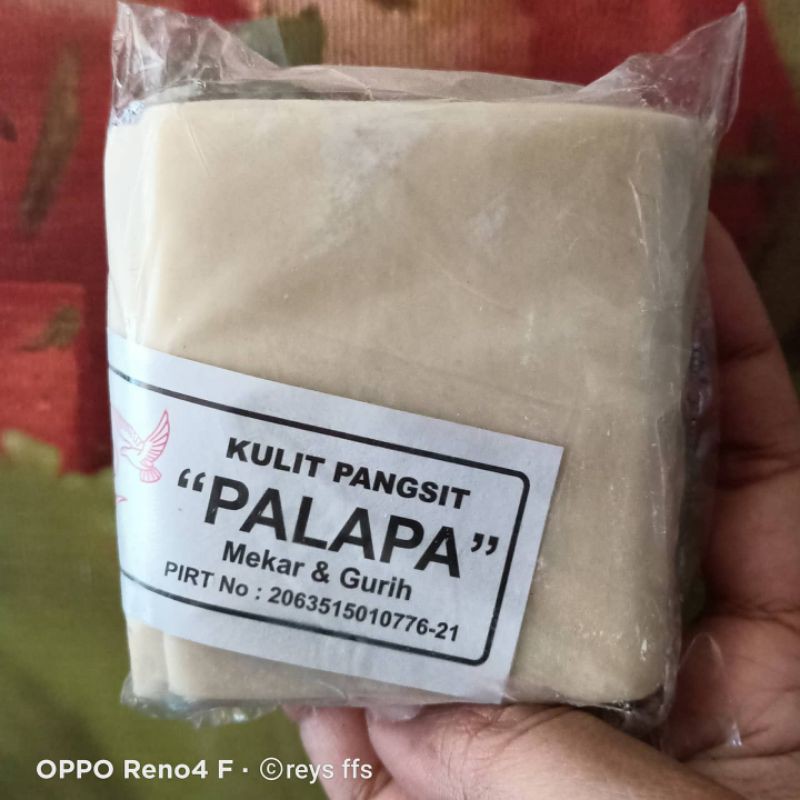 KULIT PANGSIT
“PALAPA”
Mekar & Gurih
PIRT No : 2063515010776-21
OPPO Reno4 F · ©reys ffs